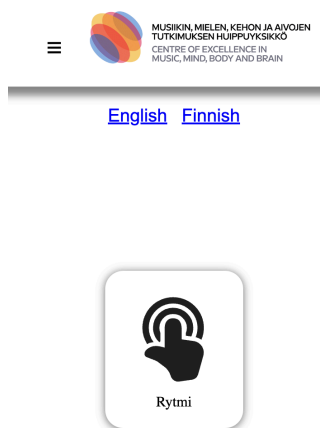 MUSIIKIN, MIELEN, KEHON JA AIVOJEN
TUTKIMUKSEN HUIPPUYKSIKKÖ
CENTRE OF EXCELLENCE IN
MUSIC, MIND, BODY AND BRAIN
English Finnish
Rytmi